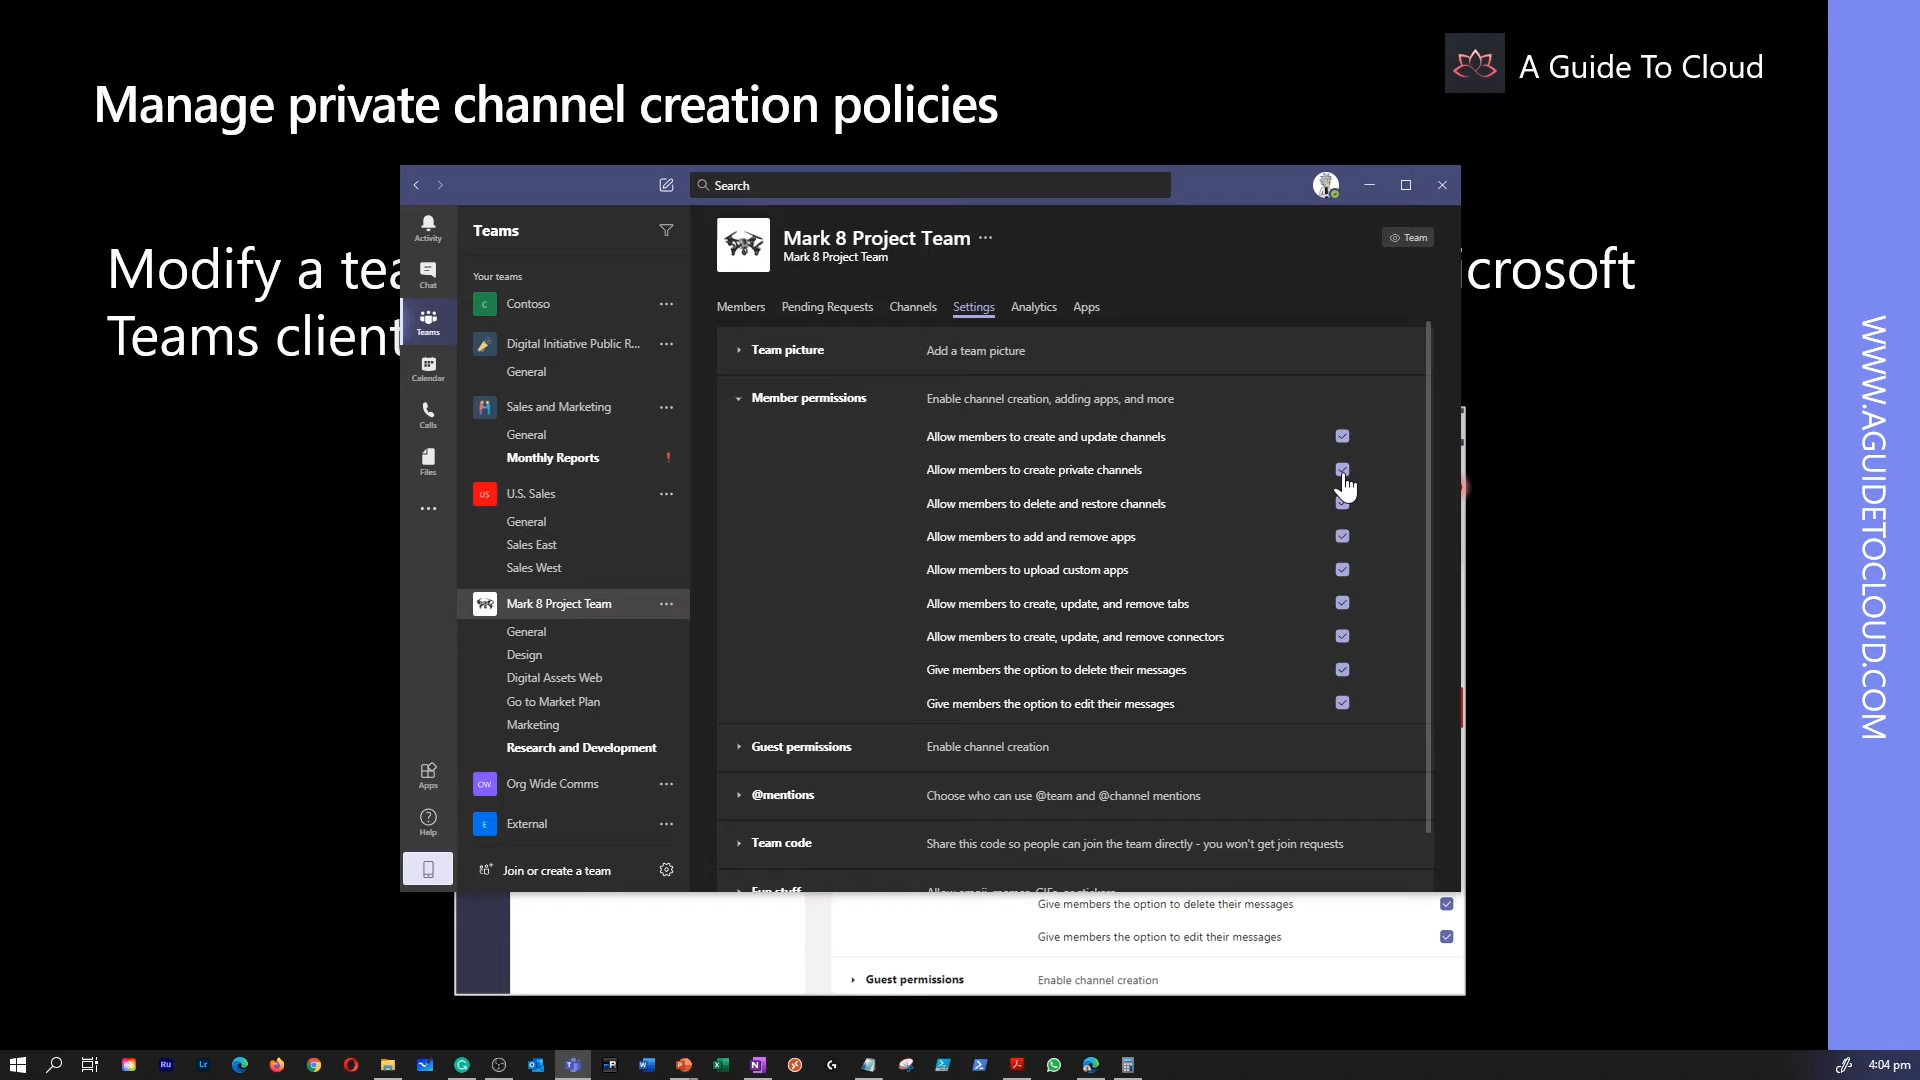 Manage private channel creation policies
A Guide To Cloud
Modify a tea
icrosoft
Teams client
WWW.AGUIDETOCLOUD.COM
Search
Activity
Chat
Teams
Calendar
Calls
Files
Apps
Help
Teams
Your teams
C
Contoso
Digital Initiative Public R...
General
Sales and Marketing
General
Monthly Reports
US
U.S. Sales
General
Sales East
Sales West
Mark 8 Project Team
General
Design
Digital Assets Web
Go to Market Plan
Marketing
Research and Development
OW
Org Wide Comms
E
External
Join or create a team
Mark 8 Project Team
Mark 8 Project Team
Team
Members Pending Requests Channels Settings Analytics Apps
Team picture Add a team picture
Member permissions Enable channel creation, adding apps, and more
Allow members to create and update channels
Allow members to create private channels
Allow members to delete and restore channels
Allow members to add and remove apps
Allow members to upload custom apps
Allow members to create, update, and remove tabs
Allow members to create, update, and remove connectors
Give members the option to delete their messages
Give members the option to edit their messages
Guest permissions Enable channel creation
@mentions Choose who can use @team and @channel mentions
Team code Share this code so people can join the team directly - you won't get join requests
Fun stuff
Give members the option to delete their messages
Give members the option to edit their messages
Guest permissions Enable channel creation
Ru
Lr
4:04 pm